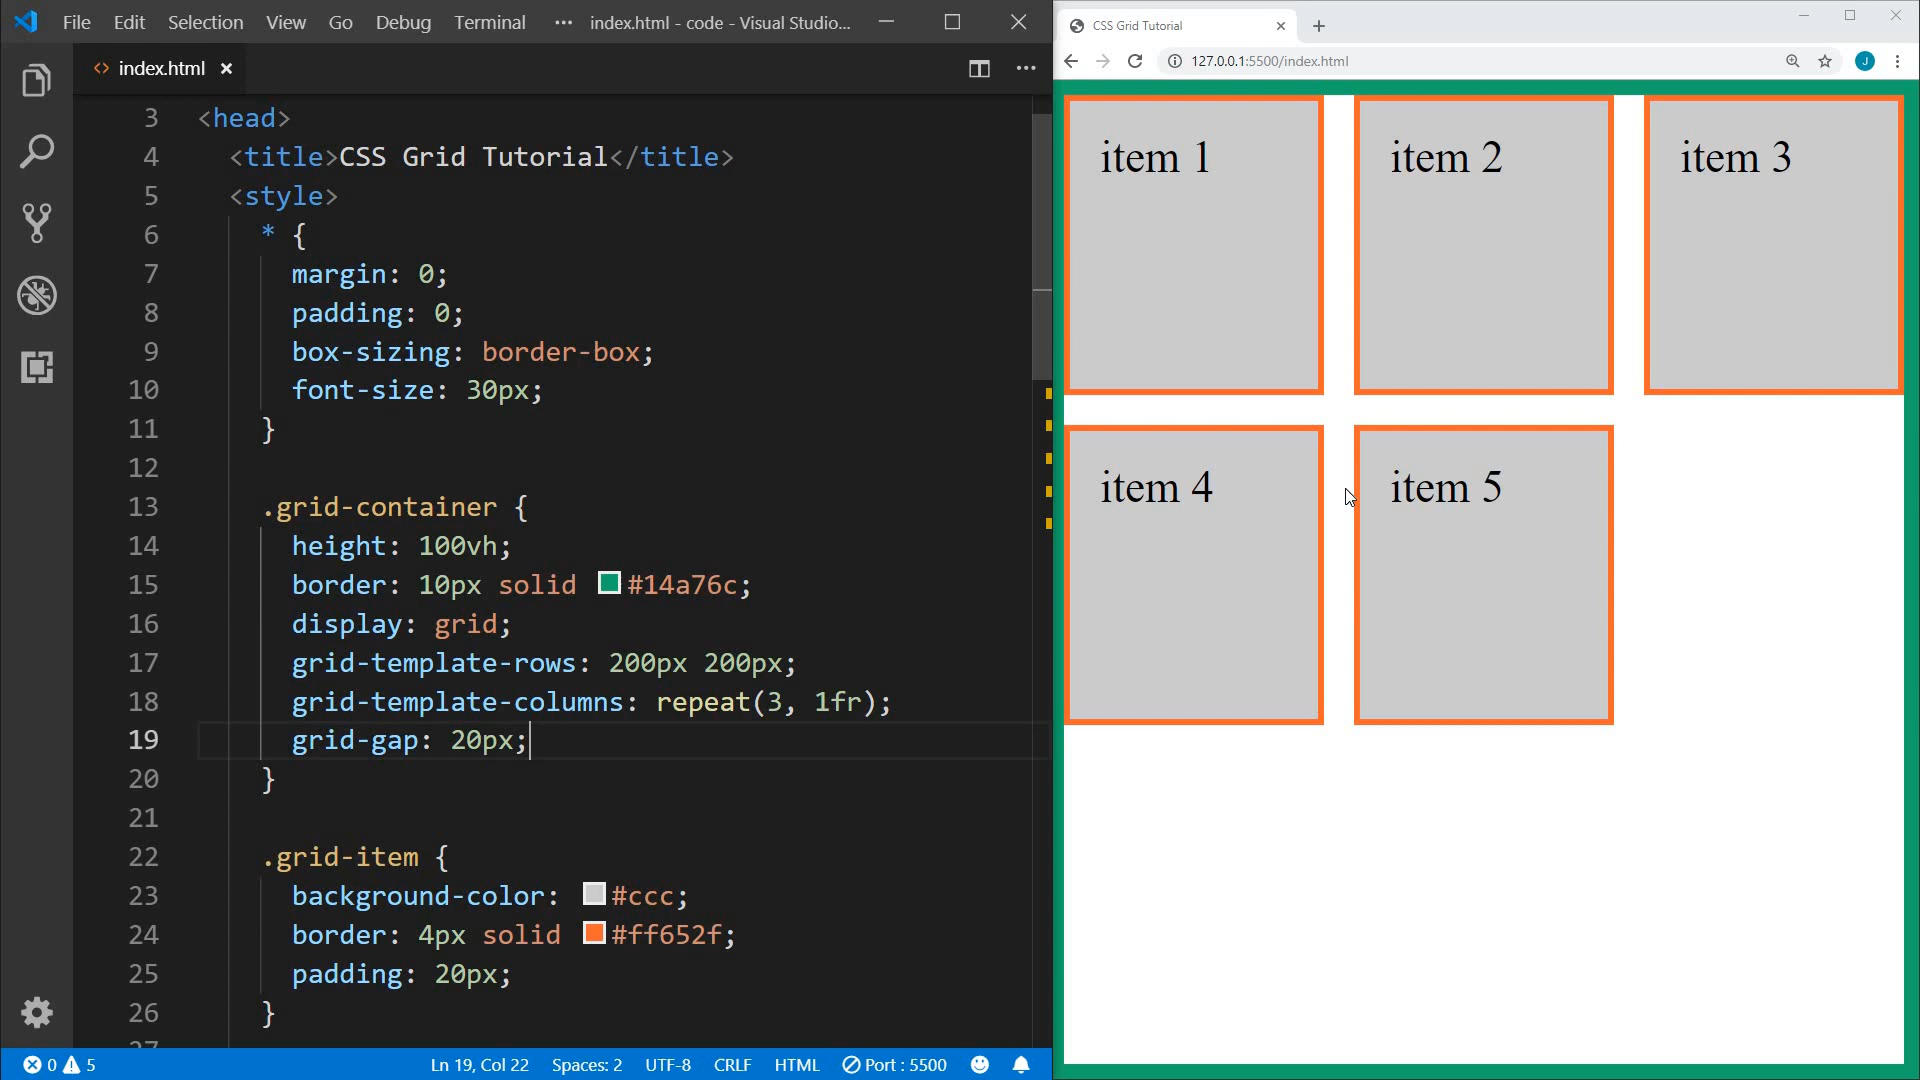 File Edit Selection View Go Debug Terminal ··· index.html - code - Visual Studio...
index.html
3 <head>
4 <title>CSS Grid Tutorial</title>
5 <style>
6 * {
7 margin: 0;
8 padding: 0;
9 box-sizing: border-box;
10 font-size: 30px;
11 }
12
13 .grid-container {
14 height: 100vh;
15 border: 10px solid #14a76c;
16 display: grid;
17 grid-template-rows: 200px 200px;
18 grid-template-columns: repeat(3, 1fr);
19 grid-gap: 20px;
20 }
21
22 .grid-item {
23 background-color: #ccc;
24 border: 4px solid #ff652f;
25 padding: 20px;
26 }
27
0 5 Ln 19, Col 22 Spaces: 2 UTF-8 CRLF HTML Port : 5500
CSS Grid Tutorial
127.0.0.1:5500/index.html J
item 1 item 2 item 3
item 4 item 5